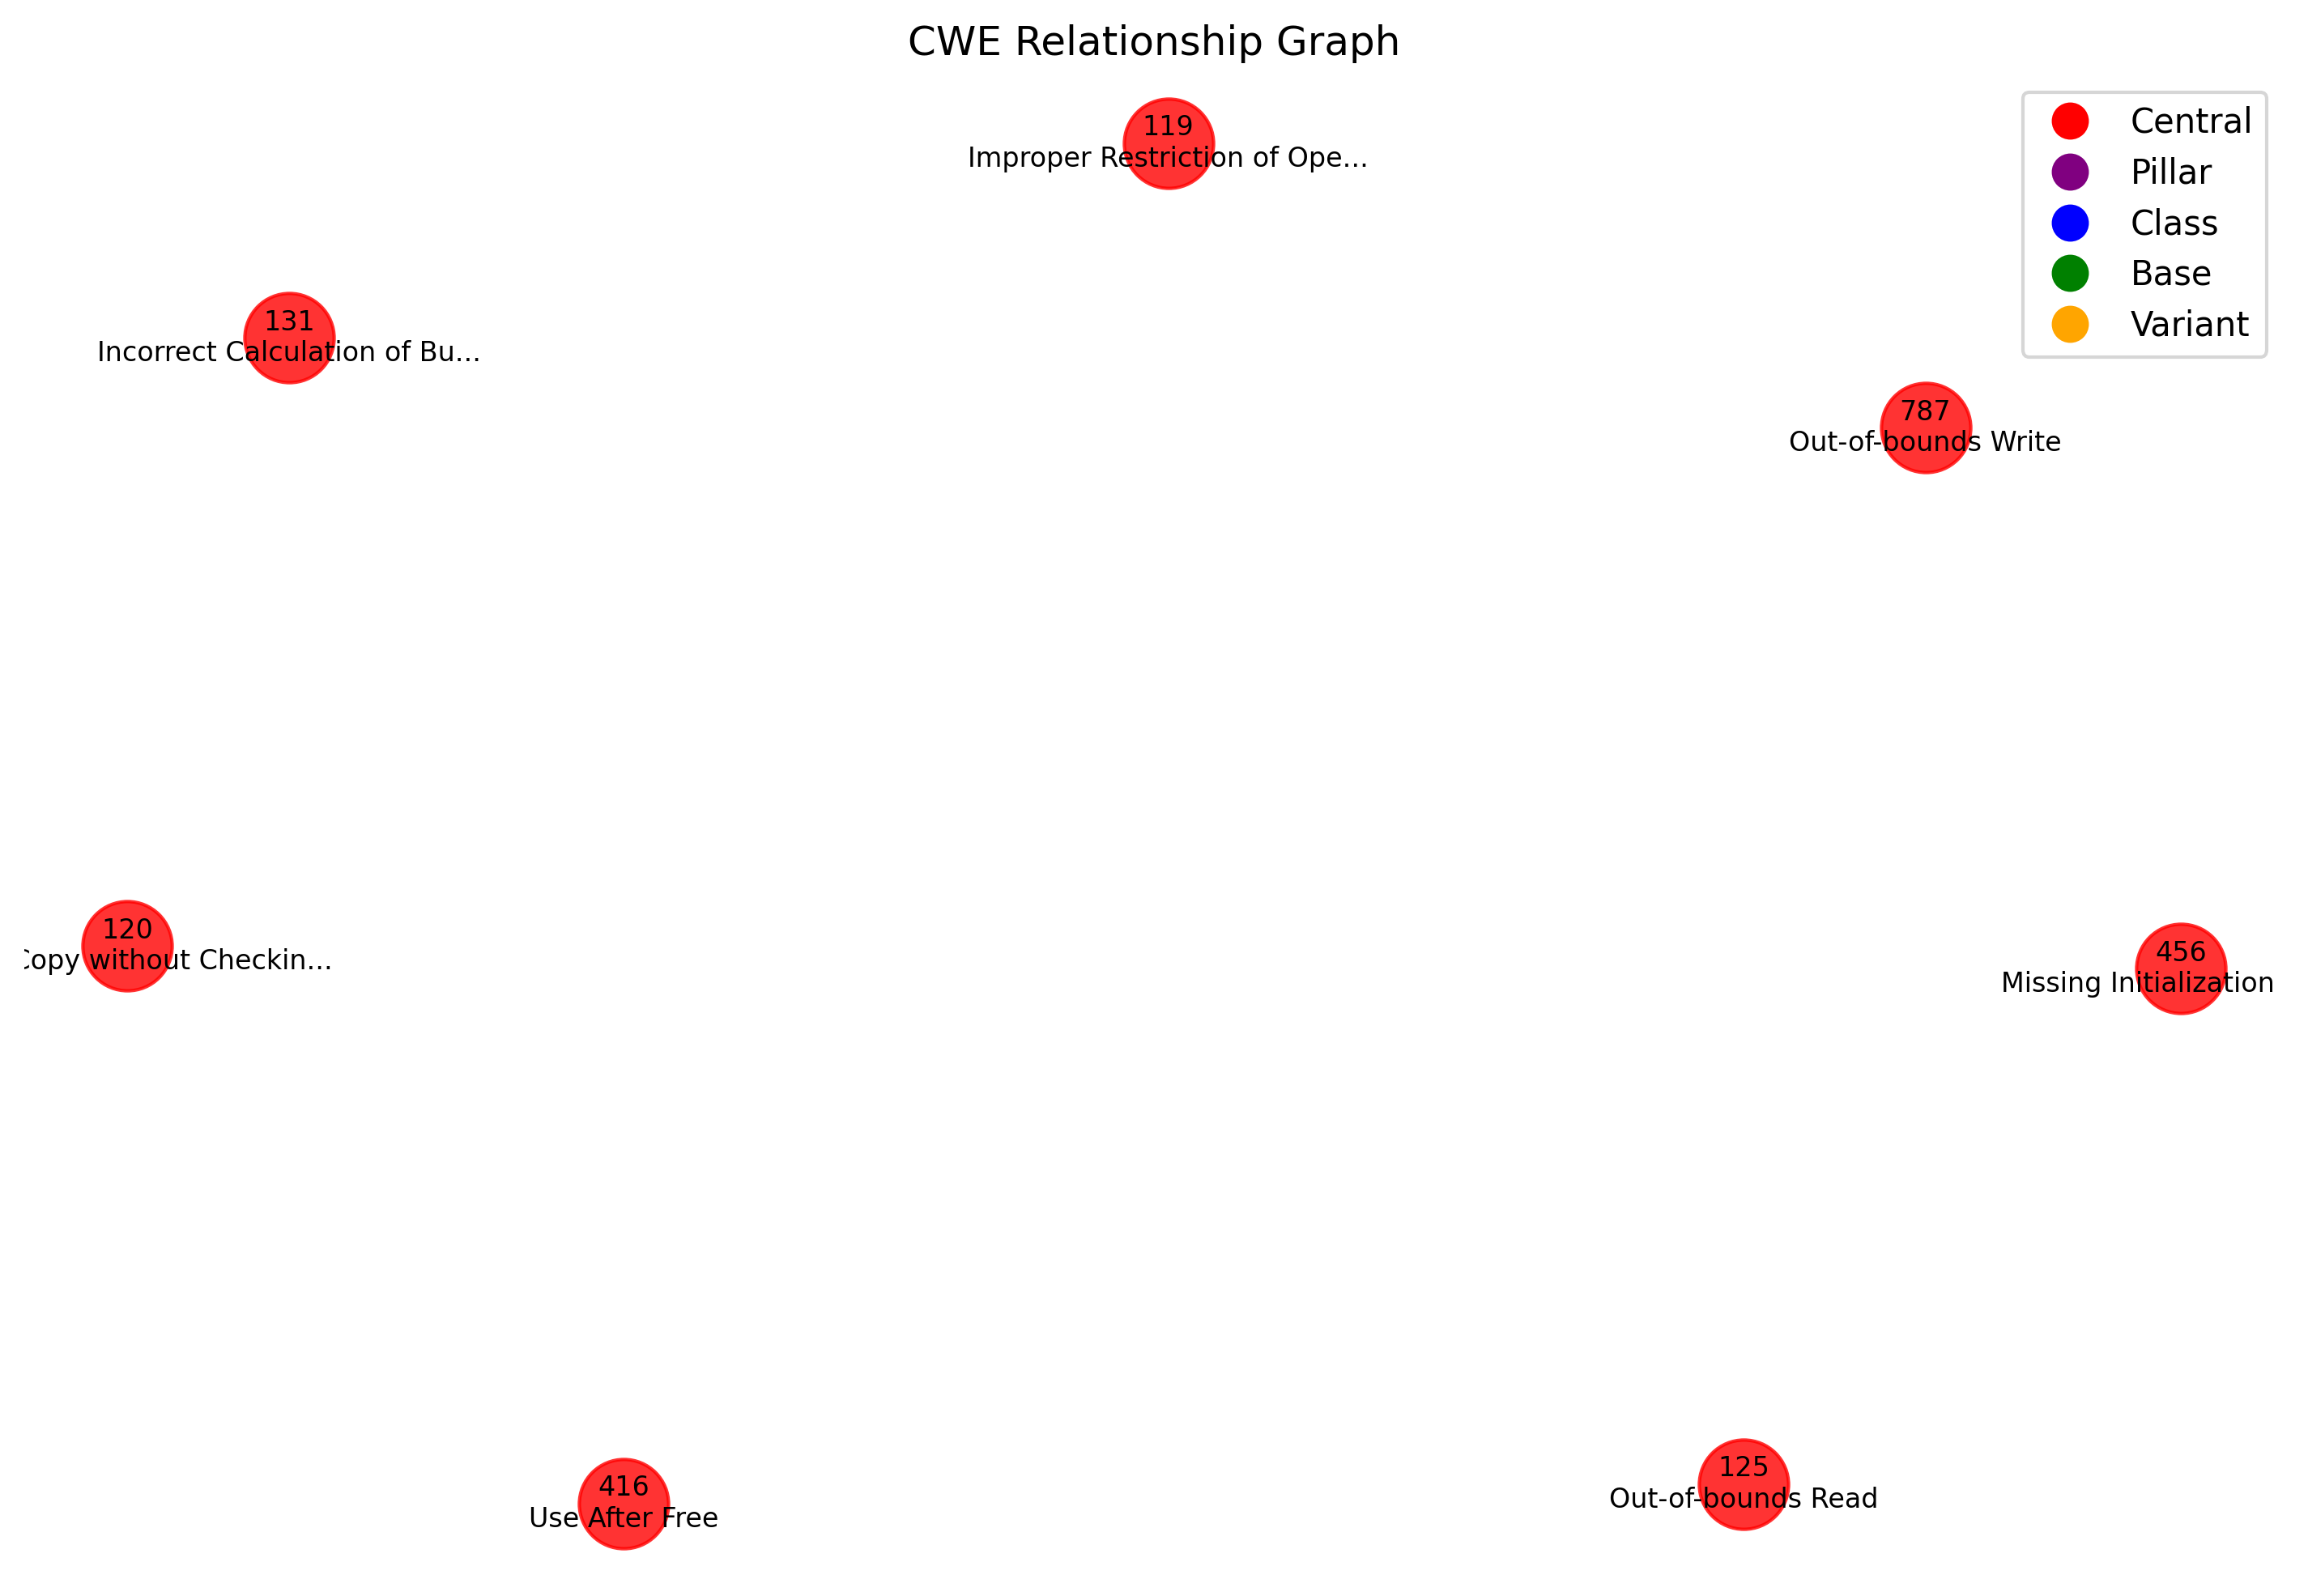 CWE Relationship Graph
119
Improper Restriction of Ope...
Central
Pillar
Class
Base
Variant
131
Incorrect Calculation of Bu...
787
Out-of-bounds Write
120
Copy without Checkin...
456
Missing Initialization
125
Out-of-bounds Read
416
Use After Free